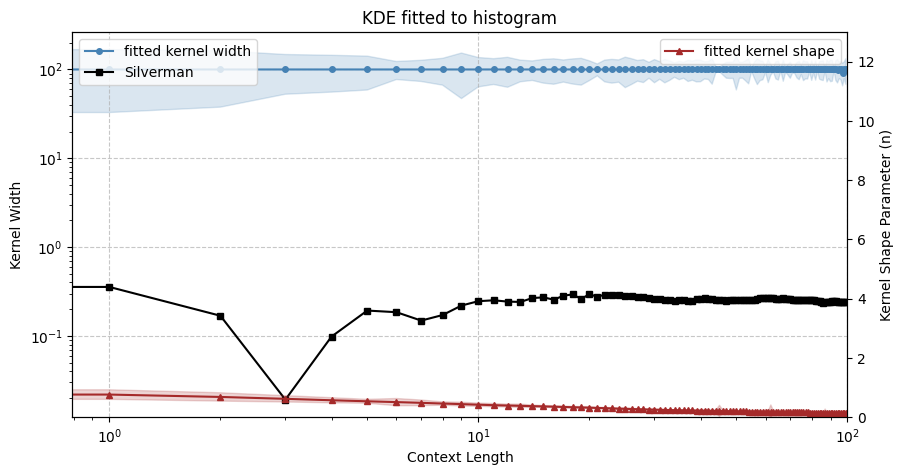 KDE fitted to histogram
fitted kernel width
Silverman
fitted kernel shape
Kernel Width
10²
10¹
10⁰
10⁻¹
12
10
8
6
4
2
0
Kernel Shape Parameter (n)
10⁰
10¹
10²
Context Length